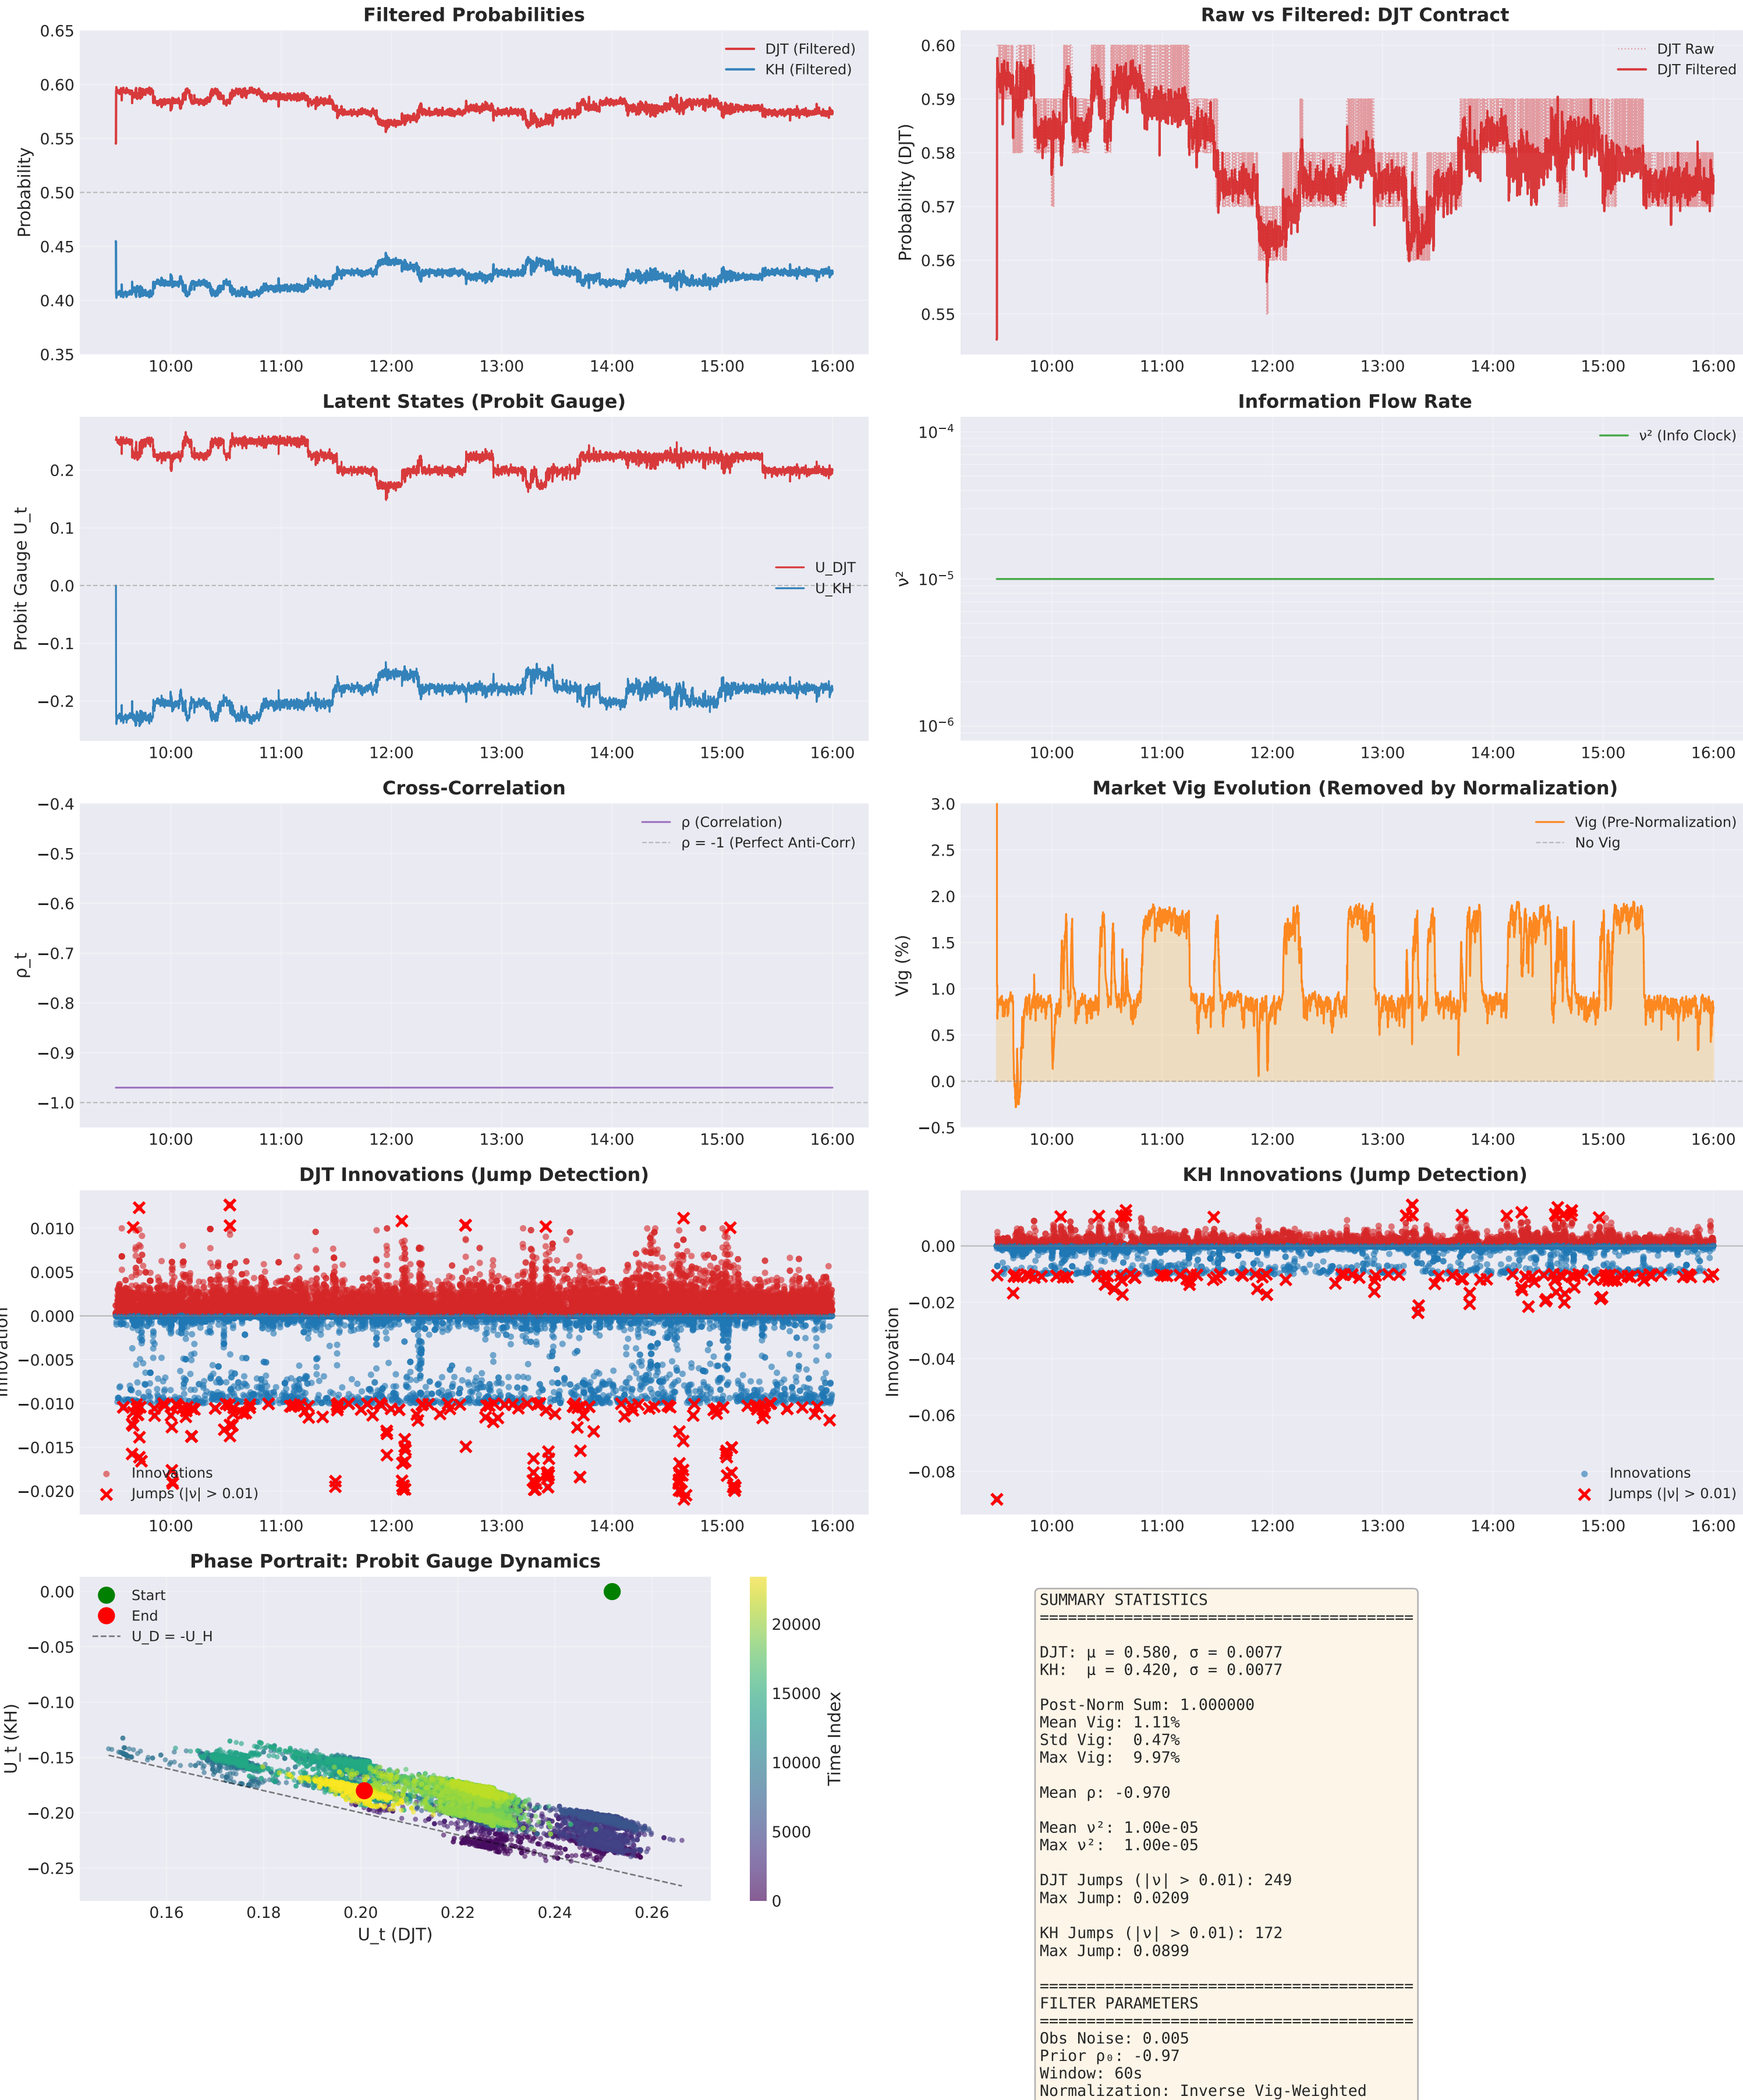 Filtered Probabilities
Probability
0.65
0.60
0.55
0.50
0.45
0.40
0.35
DJT (Filtered)
KH (Filtered)
10:00 11:00 12:00 13:00 14:00 15:00 16:00
Raw vs Filtered: DJT Contract
Probability (DJT)
0.60
0.59
0.58
0.57
0.56
0.55
DJT Raw
DJT Filtered
10:00 11:00 12:00 13:00 14:00 15:00 16:00
Latent States (Probit Gauge)
Probit Gauge U_t
0.2
0.1
0.0
−0.1
−0.2
U_DJT
U_KH
10:00 11:00 12:00 13:00 14:00 15:00 16:00
Information Flow Rate
ν²
10⁻⁴
10⁻⁵
10⁻⁶
ν² (Info Clock)
10:00 11:00 12:00 13:00 14:00 15:00 16:00
Cross-Correlation
ρ_t
−0.4
−0.5
−0.6
−0.7
−0.8
−0.9
−1.0
ρ (Correlation)
ρ = -1 (Perfect Anti-Corr)
10:00 11:00 12:00 13:00 14:00 15:00 16:00
Market Vig Evolution (Removed by Normalization)
Vig (%)
3.0
2.5
2.0
1.5
1.0
0.5
0.0
−0.5
Vig (Pre-Normalization)
No Vig
10:00 11:00 12:00 13:00 14:00 15:00 16:00
DJT Innovations (Jump Detection)
Innovation
0.010
0.005
0.000
−0.005
−0.010
−0.015
−0.020
Innovations
Jumps (|ν| > 0.01)
10:00 11:00 12:00 13:00 14:00 15:00 16:00
KH Innovations (Jump Detection)
Innovation
0.00
−0.02
−0.04
−0.06
−0.08
Innovations
Jumps (|ν| > 0.01)
10:00 11:00 12:00 13:00 14:00 15:00 16:00
Phase Portrait: Probit Gauge Dynamics
U_t (KH)
0.00
−0.05
−0.10
−0.15
−0.20
−0.25
Start
End
U_D = -U_H
0.16 0.18 0.20 0.22 0.24 0.26
U_t (DJT)
20000
15000
10000
5000
0
Time Index
SUMMARY STATISTICS
========================================
DJT: μ = 0.580, σ = 0.0077
KH:  μ = 0.420, σ = 0.0077
Post-Norm Sum: 1.000000
Mean Vig: 1.11%
Std Vig:  0.47%
Max Vig:  9.97%
Mean ρ: -0.970
Mean ν²: 1.00e-05
Max ν²:  1.00e-05
DJT Jumps (|ν| > 0.01): 249
Max Jump: 0.0209
KH Jumps (|ν| > 0.01): 172
Max Jump: 0.0899
========================================
FILTER PARAMETERS
========================================
Obs Noise: 0.005
Prior ρ₀: -0.97
Window: 60s
Normalization: Inverse Vig-Weighted